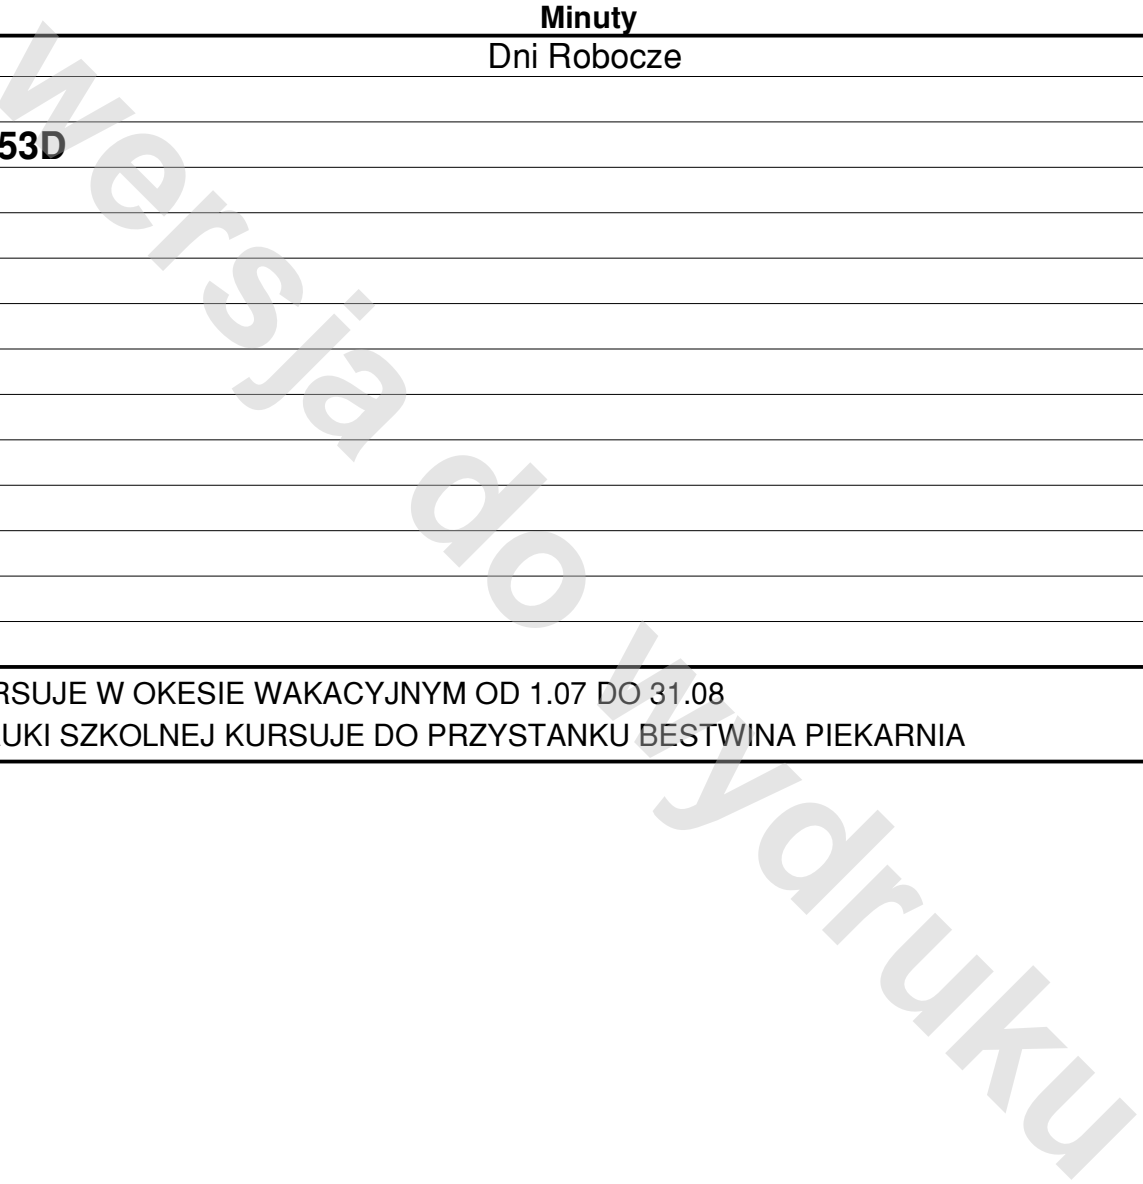 Minuty
Dni Robocze
53D
RSUJE W OKESIE WAKACYJNYM OD 1.07 DO 31.08
UKI SZKOLNEJ KURSUJE DO PRZYSTANKU BESTWINA PIEKARNIA
wersja do wydruku